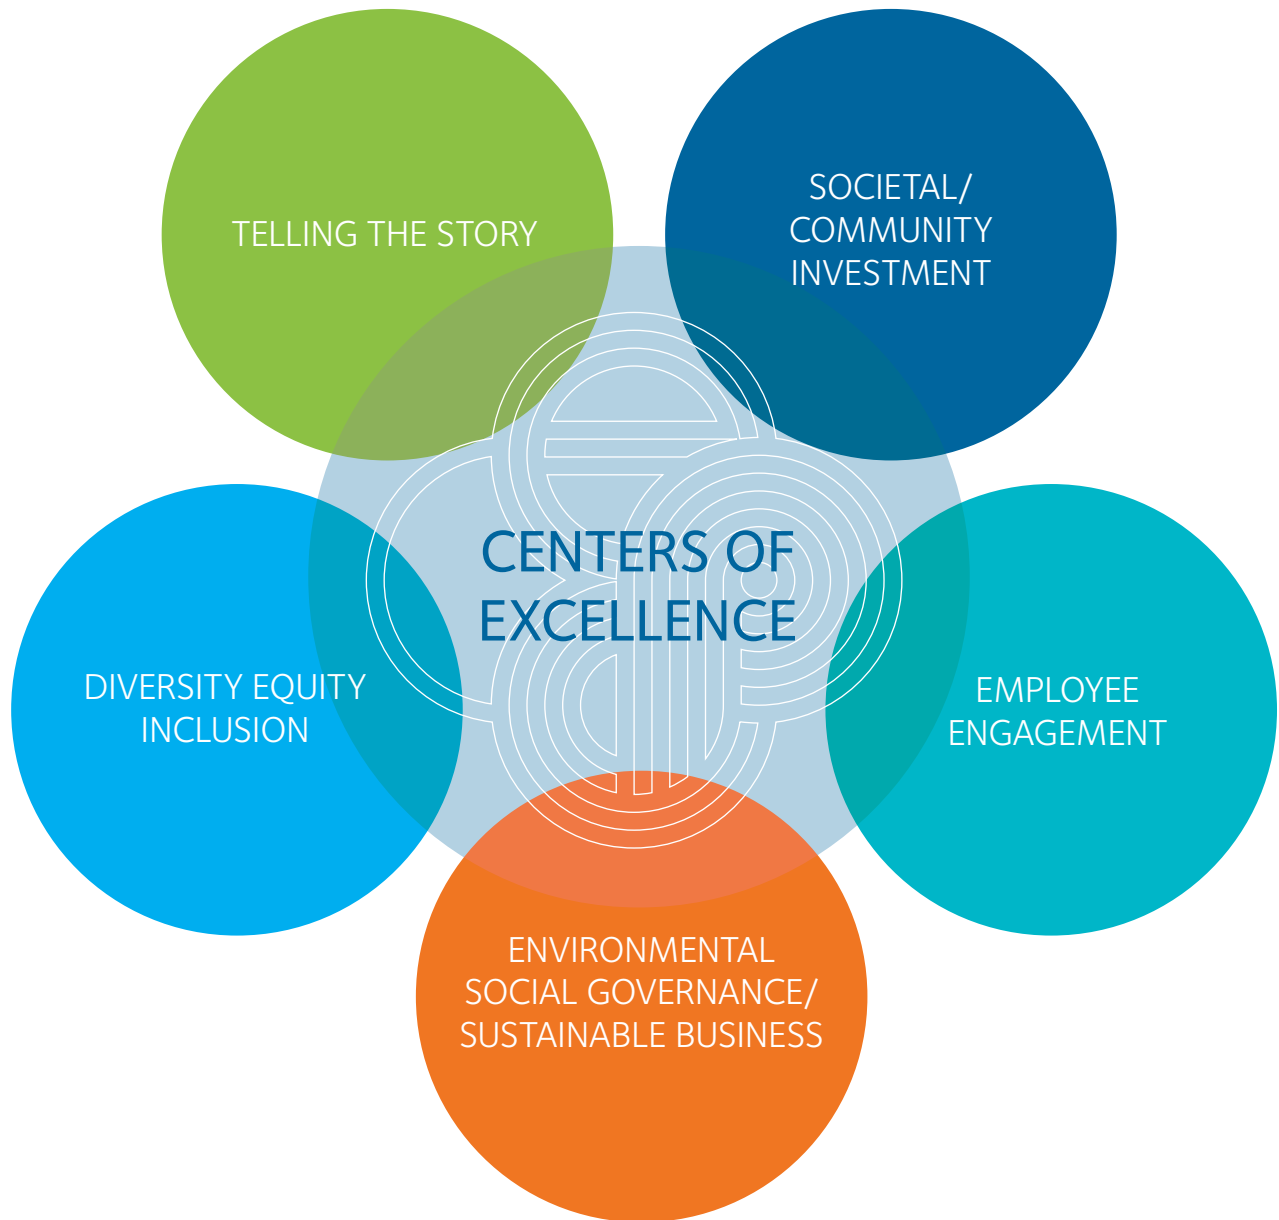 TELLING THE STORY
SOCIETAL/
COMMUNITY
INVESTMENT
CENTERS OF
EXCELLENCE
DIVERSITY EQUITY
INCLUSION
EMPLOYEE
ENGAGEMENT
ENVIRONMENTAL
SOCIAL GOVERNANCE/
SUSTAINABLE BUSINESS